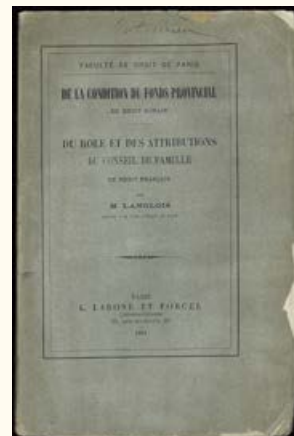 FACULTÉ DE DROIT DE PARIS
DE LA CONDITION DU FONDS PROVINCIAL
EN DROIT ROMAIN
DU ROLE ET DES ATTRIBUTIONS
DU CONSEIL DE FAMILLE
EN DROIT FRANÇAIS
PAR
M LANGLOIS
PARIS
L. LAROSE ET FORCEL